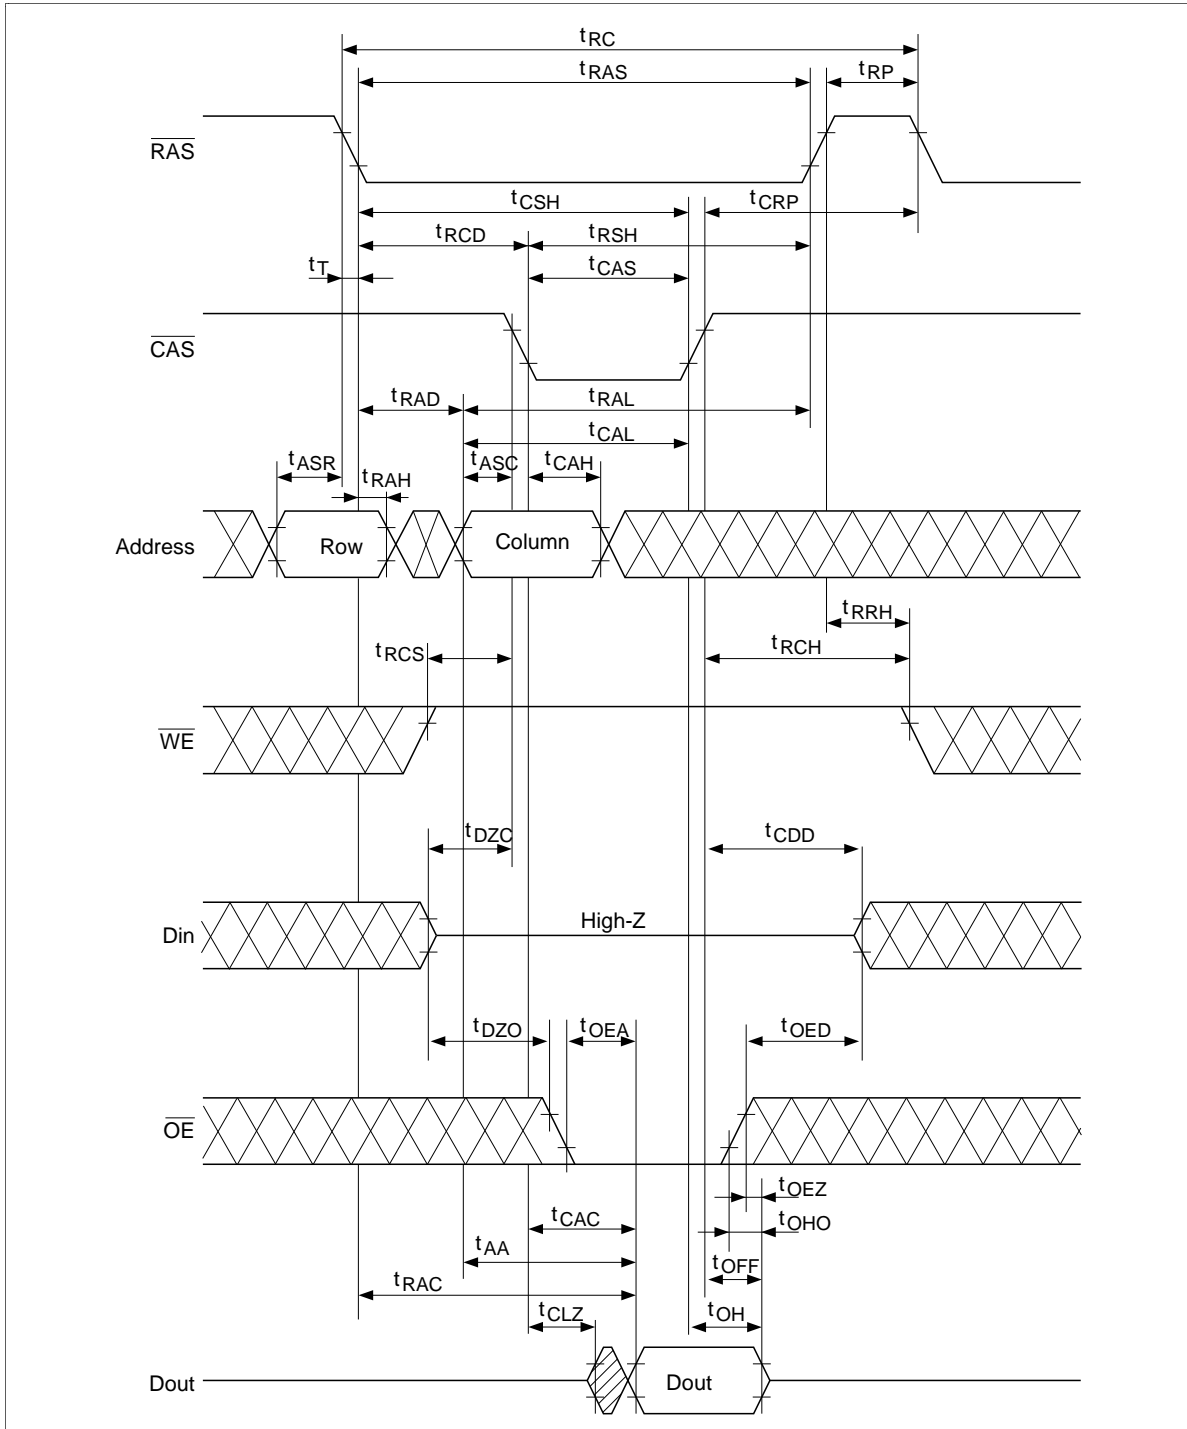 tRC
tRAS
tRP
RAS
tCSH
tCRP
tRCD
tRSH
tT
tCAS
CAS
tRAD
tRAL
tCAL
tASR
tASC
tCAH
tRAH
Address
Row
Column
tRRH
tRCS
tRCH
WE
tDZC
tCDD
Din
High-Z
tDZO
tOEA
tOED
OE
tOEZ
tCAC
tOHO
tAA
tOFF
tRAC
tCLZ
tOH
Dout
Dout